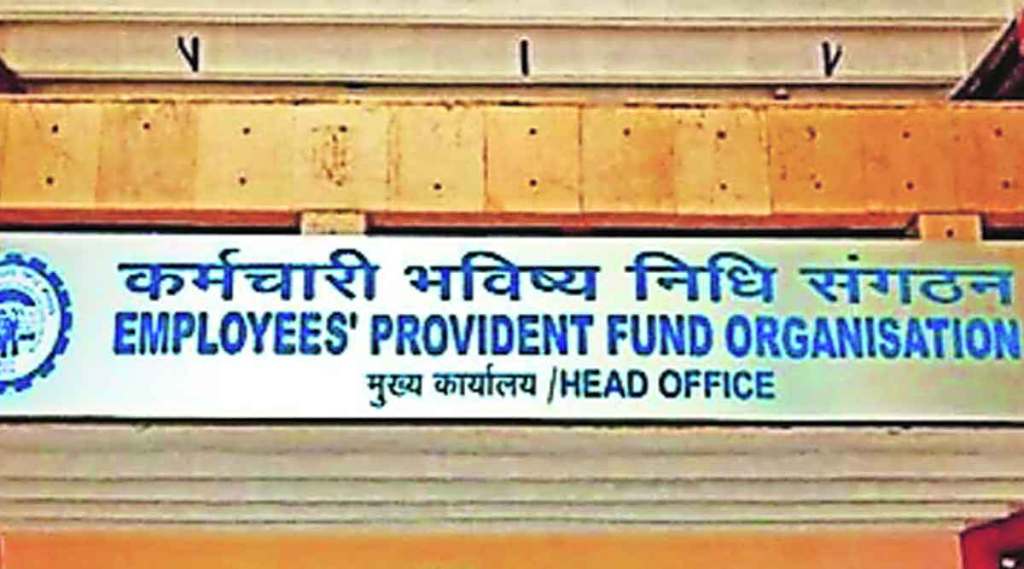 कर्मचारी भविष्य निधि संगठन
EMPLOYEES' PROVIDENT FUND ORGANISATION
मुख्य कार्यालय /HEAD OFFICE